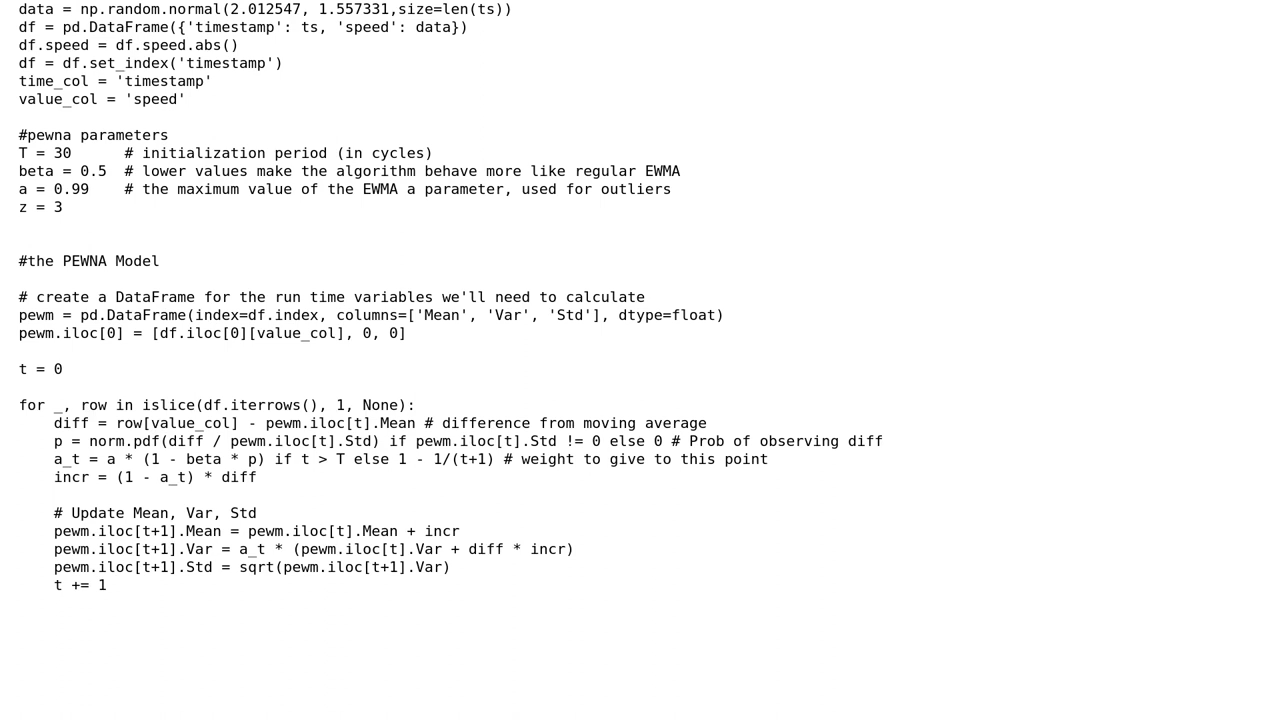 data = np.random.normal(2.012547, 1.557331,size=len(ts))
df = pd.DataFrame({'timestamp': ts, 'speed': data})
df.speed = df.speed.abs()
df = df.set_index('timestamp')
time_col = 'timestamp'
value_col = 'speed'

#pewna parameters
T = 30      # initialization period (in cycles)
beta = 0.5  # lower values make the algorithm behave more like regular EWMA
a = 0.99    # the maximum value of the EWMA a parameter, used for outliers
z = 3


#the PEWNA Model

# create a DataFrame for the run time variables we'll need to calculate
pewm = pd.DataFrame(index=df.index, columns=['Mean', 'Var', 'Std'], dtype=float)
pewm.iloc[0] = [df.iloc[0][value_col], 0, 0]

t = 0

for _, row in islice(df.iterrows(), 1, None):
    diff = row[value_col] - pewm.iloc[t].Mean # difference from moving average
    p = norm.pdf(diff / pewm.iloc[t].Std) if pewm.iloc[t].Std != 0 else 0 # Prob of observing diff
    a_t = a * (1 - beta * p) if t > T else 1 - 1/(t+1) # weight to give to this point
    incr = (1 - a_t) * diff

    # Update Mean, Var, Std
    pewm.iloc[t+1].Mean = pewm.iloc[t].Mean + incr
    pewm.iloc[t+1].Var = a_t * (pewm.iloc[t].Var + diff * incr)
    pewm.iloc[t+1].Std = sqrt(pewm.iloc[t+1].Var)
    t += 1